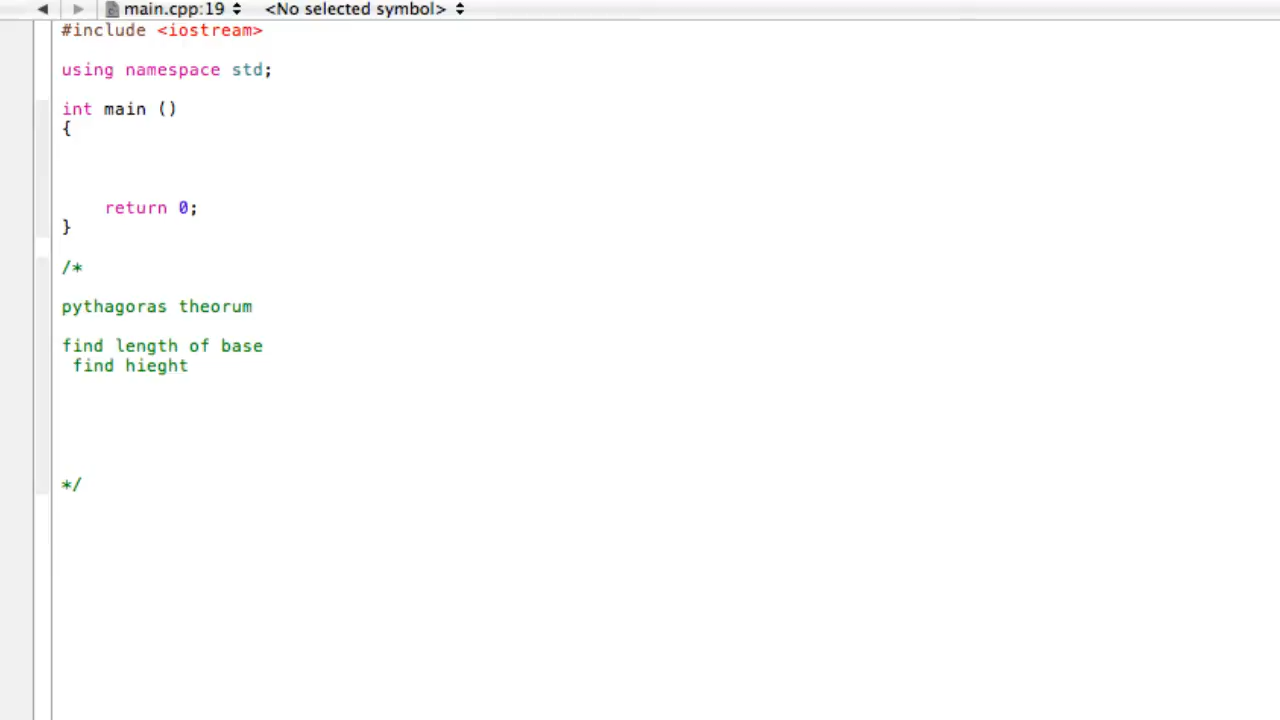 main.cpp:19 <No selected symbol>
#include <iostream>
using namespace std;
int main ()
{
return 0;
}
/*
pythagoras theorum
find length of base
find hieght
*/